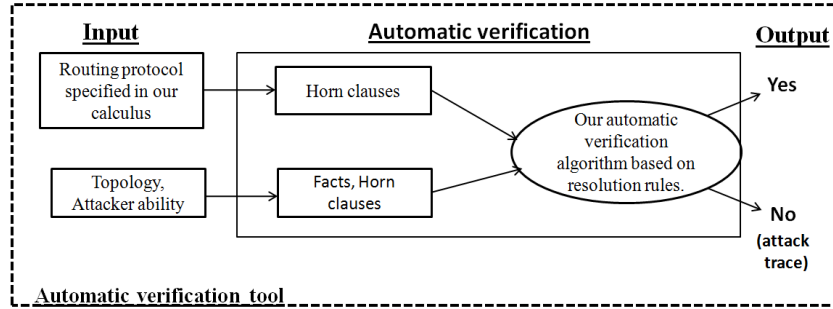 Input
Automatic verification
Output
Routing protocol
specified in our
calculus
Horn clauses
Our automatic
verification
algorithm based on
resolution rules.
Yes
Topology,
Attacker ability
Facts, Horn
clauses
No
(attack
trace)
Automatic verification tool